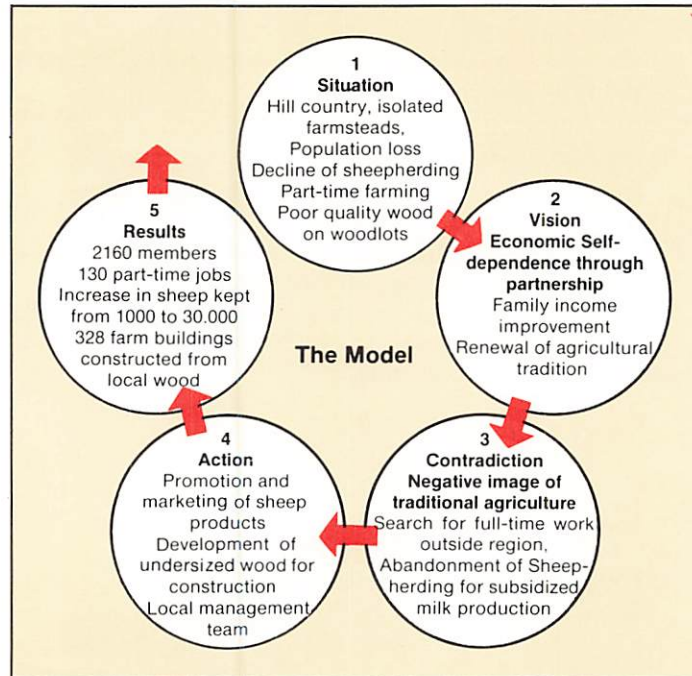 1
Situation
Hill country, isolated
farmsteads,
Population loss
Decline of sheepherding
Part-time farming
Poor quality wood
on woodlots
2
Vision
Economic Self-
dependence through
partnership
Family income
improvement
Renewal of agricultural
tradition
3
Contradiction
Negative image of
traditional agriculture
Search for full-time work
outside region,
Abandonment of Sheep-
herding for subsidized
milk production
4
Action
Promotion and
marketing of sheep
products
Development of
undersized wood for
construction
Local management
team
5
Results
2160 members
130 part-time jobs
Increase in sheep kept
from 1000 to 30.000
328 farm buildings
constructed from
local wood
The Model